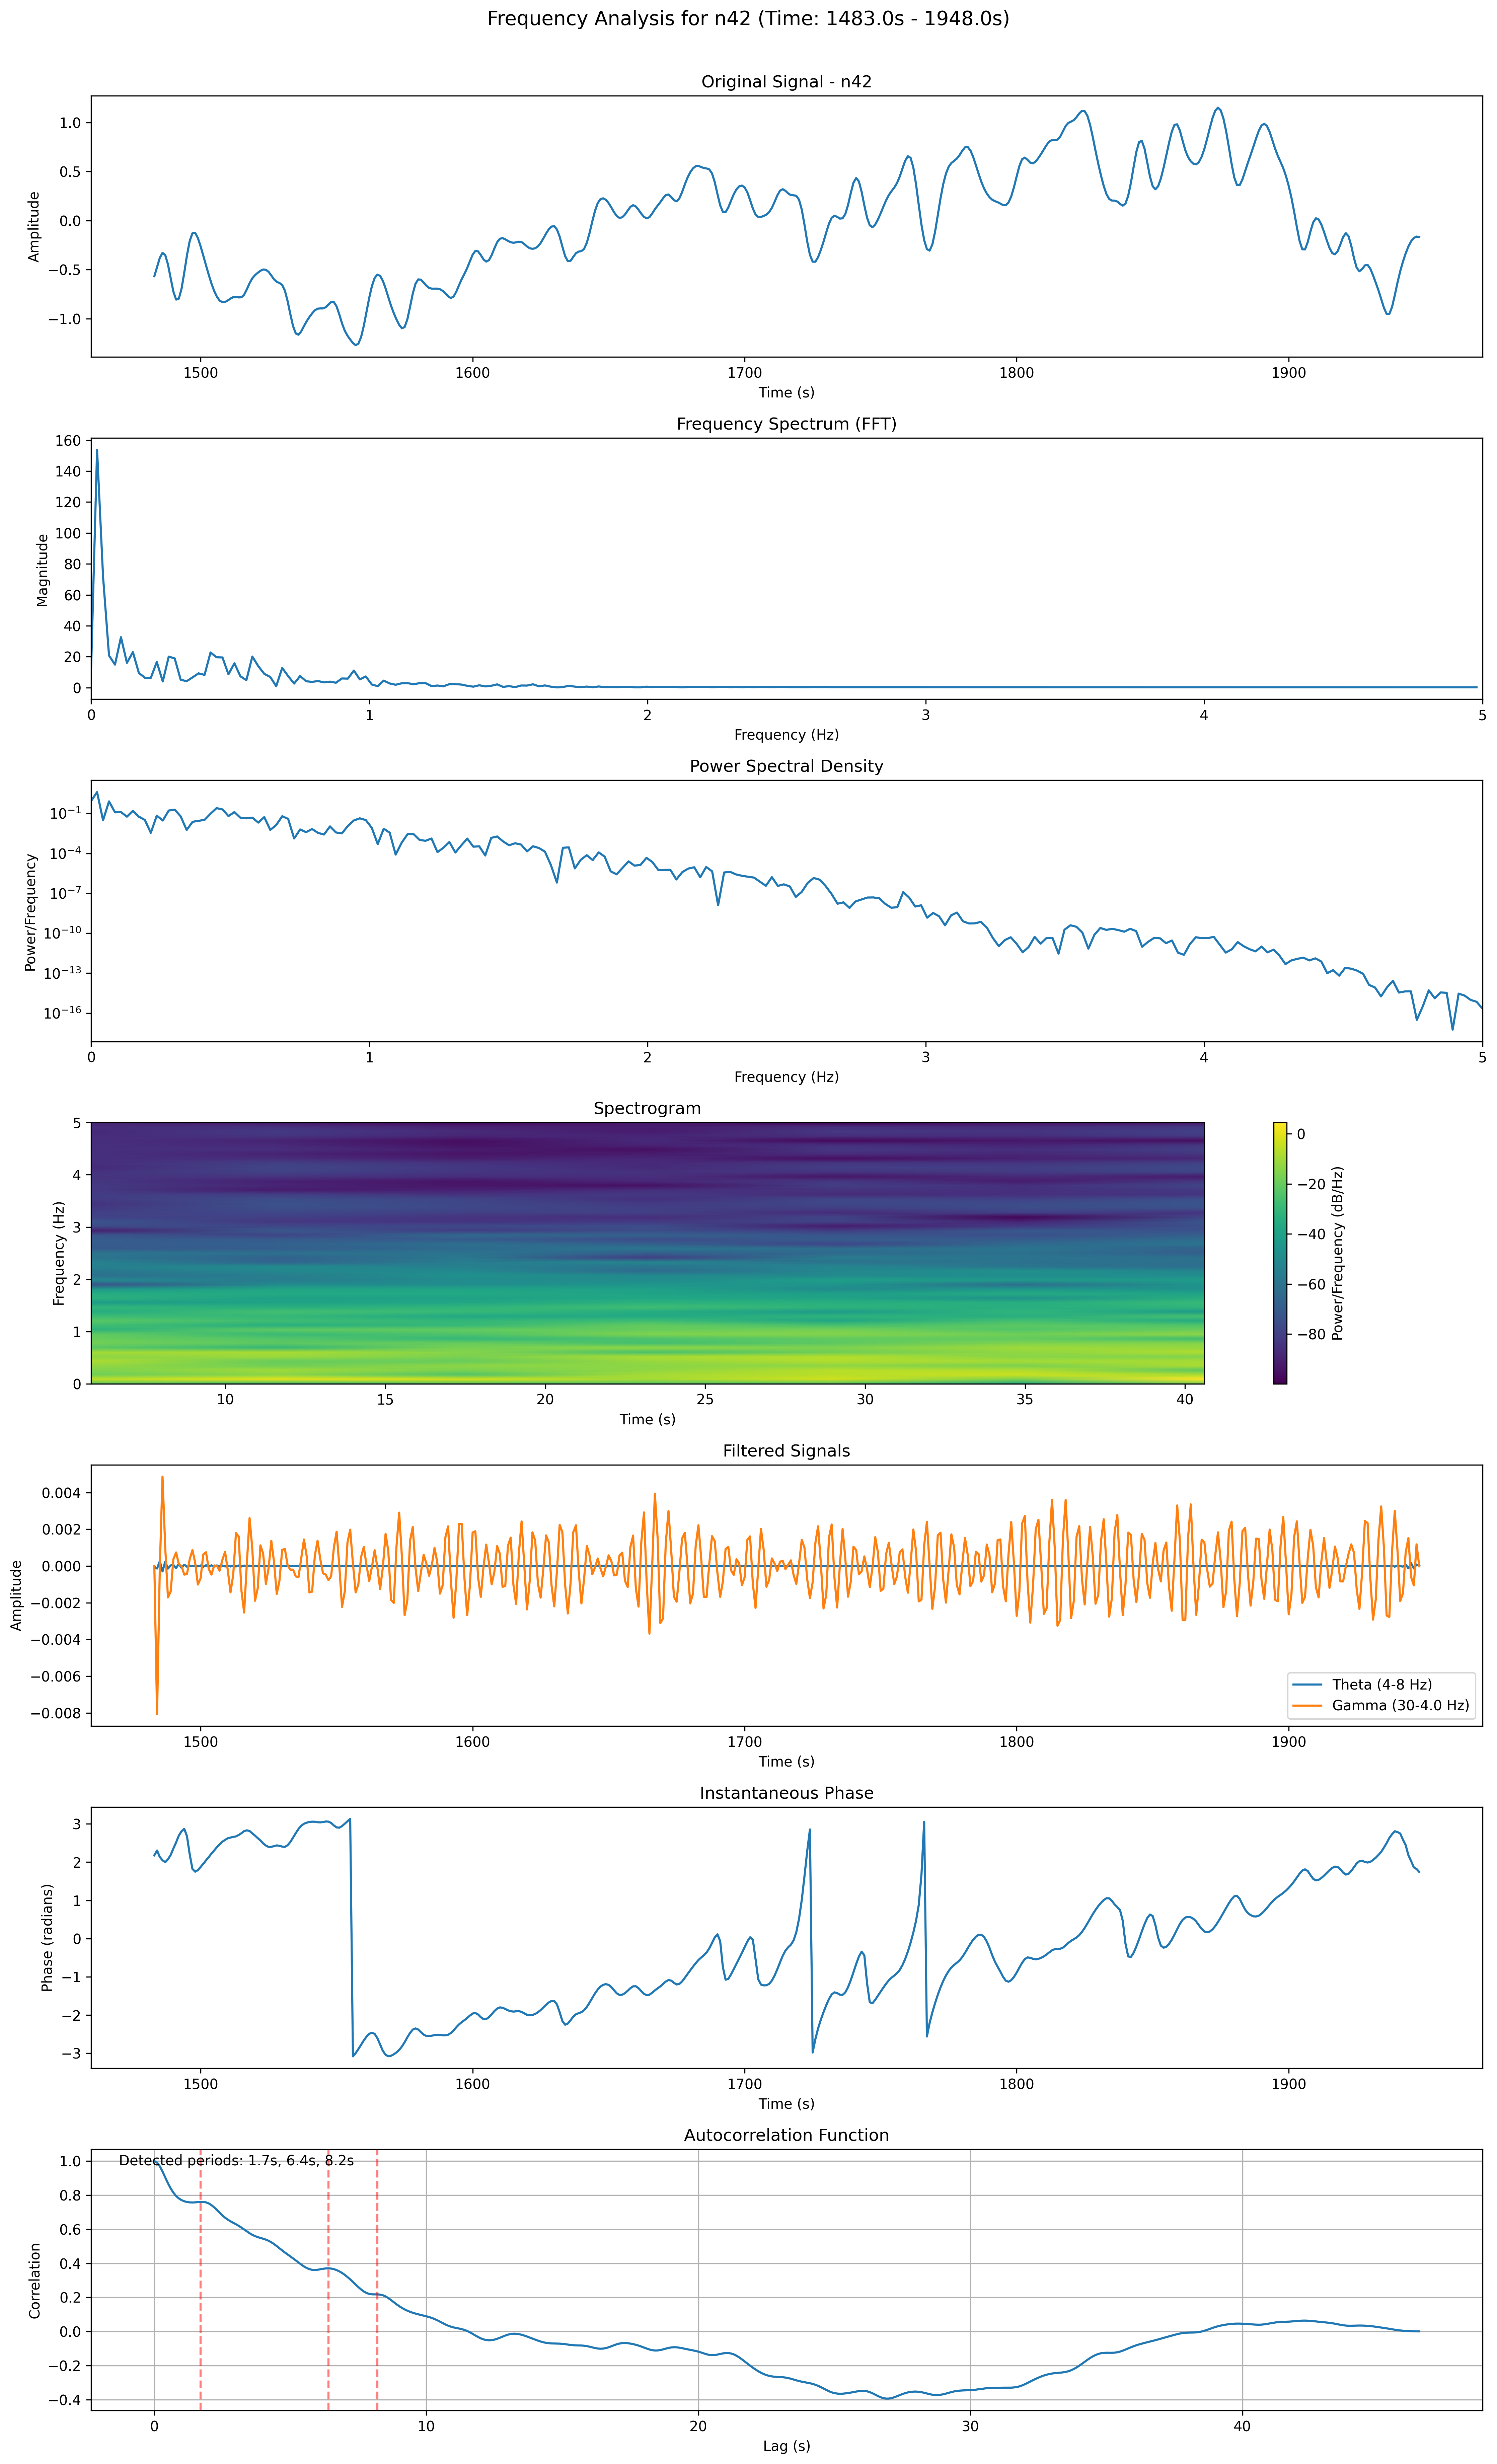 Frequency Analysis for n42 (Time: 1483.0s - 1948.0s)
Original Signal - n42
Amplitude
1.0
0.5
0.0
−0.5
−1.0
1500 1600 1700 1800 1900
Time (s)
Frequency Spectrum (FFT)
Magnitude
160
140
120
100
80
60
40
20
0
0 1 2 3 4 5
Frequency (Hz)
Power Spectral Density
Power/Frequency
10⁻¹
10⁻⁴
10⁻⁷
10⁻¹⁰
10⁻¹³
10⁻¹⁶
0 1 2 3 4 5
Frequency (Hz)
Spectrogram
Frequency (Hz)
5
4
3
2
1
0
10 15 20 25 30 35 40
Time (s)
0
−20
−40
−60
−80
Power/Frequency (dB/Hz)
Filtered Signals
Amplitude
0.004
0.002
0.000
−0.002
−0.004
−0.006
−0.008
Theta (4-8 Hz)
Gamma (30-4.0 Hz)
1500 1600 1700 1800 1900
Time (s)
Instantaneous Phase
Phase (radians)
3
2
1
0
−1
−2
−3
1500 1600 1700 1800 1900
Time (s)
Autocorrelation Function
Detected periods: 1.7s, 6.4s, 8.2s
Correlation
1.0
0.8
0.6
0.4
0.2
0.0
−0.2
−0.4
0 10 20 30 40
Lag (s)